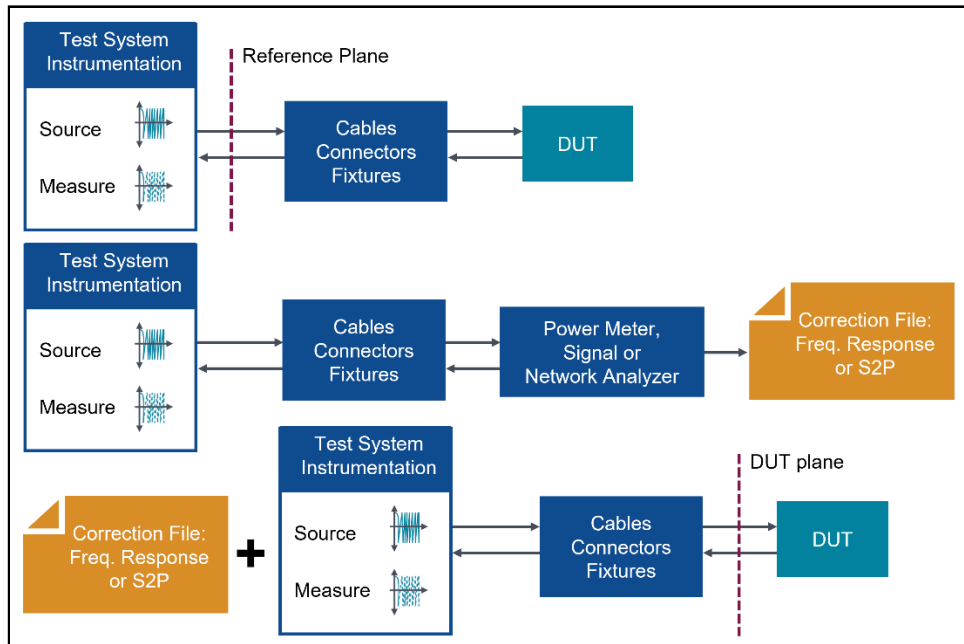 Test System
Instrumentation
Reference Plane
Source
Measure
Cables
Connectors
Fixtures
DUT
Test System
Instrumentation
Source
Measure
Cables
Connectors
Fixtures
Power Meter,
Signal or
Network Analyzer
Correction File:
Freq. Response
or S2P
Correction File:
Freq. Response
or S2P
+
Test System
Instrumentation
Source
Measure
Cables
Connectors
Fixtures
DUT plane
DUT